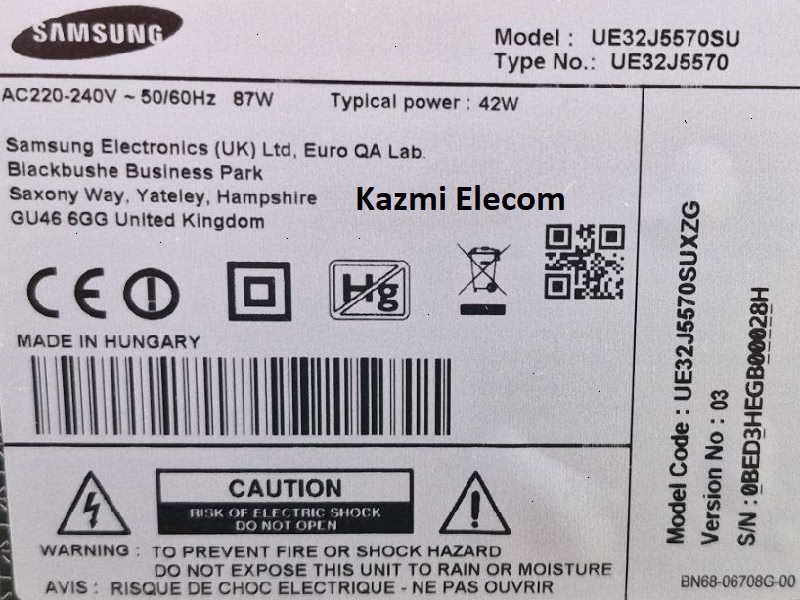 SAMSUNG
Model : UE32J5570SU
Type No.: UE32J5570
AC220-240V ~ 50/60Hz 87W Typical power : 42W
Samsung Electronics (UK) Ltd, Euro QA Lab.
Blackbushe Business Park
Saxony Way, Yateley, Hampshire
GU46 6GG United Kingdom
Kazmi Elecom
CE
Hg
MADE IN HUNGARY
CAUTION
RISK OF ELECTRIC SHOCK
DO NOT OPEN
WARNING : TO PREVENT FIRE OR SHOCK HAZARD
DO NOT EXPOSE THIS UNIT TO RAIN OR MOISTURE
AVIS : RISQUE DE CHOC ELECTRIQUE - NE PAS OUVRIR
Model Code : UE32J5570SUXZG
Version No : 03
S/N : 0BED3HEGB00028H
BN68-06708G-00